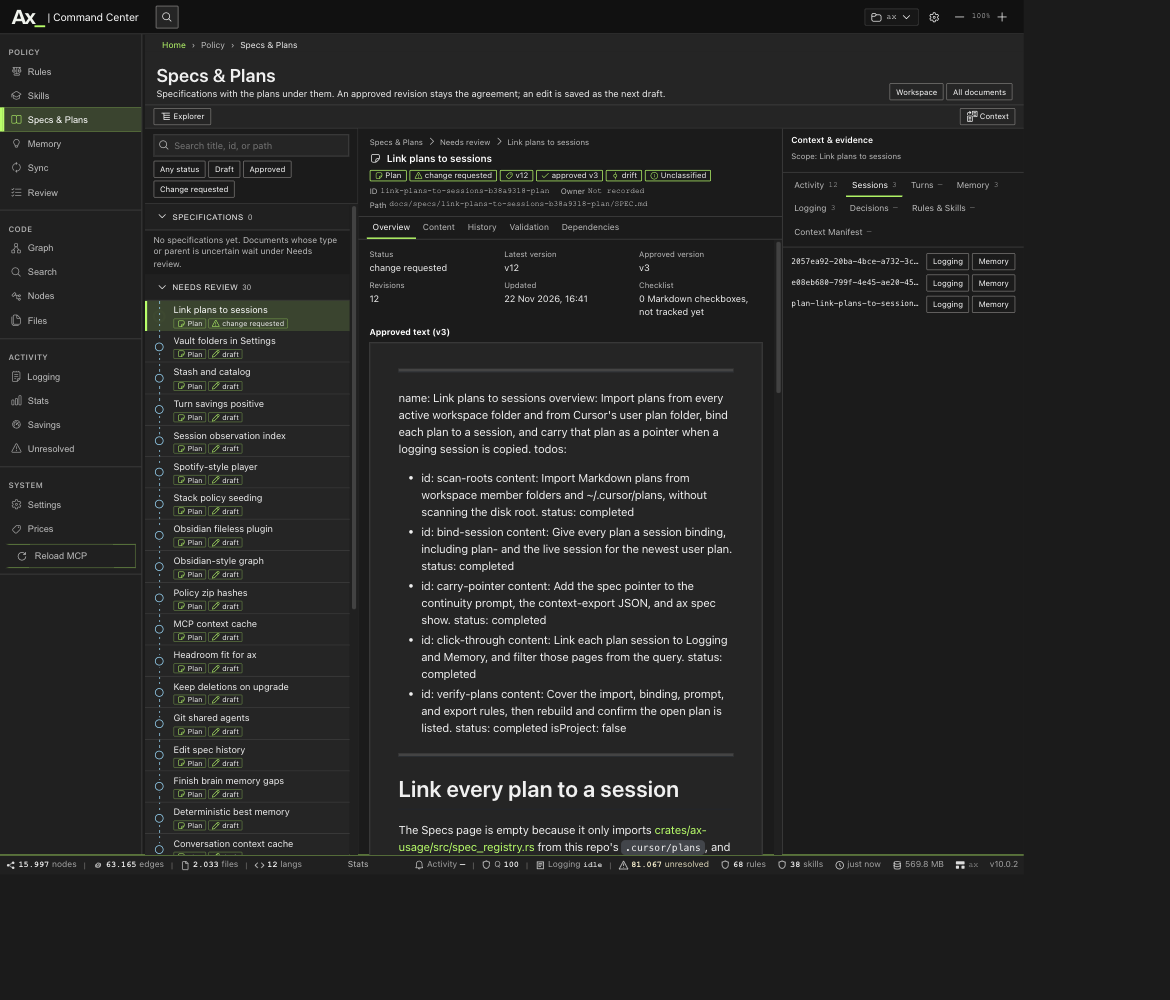 Ax_ | Command Center
ax
100%
POLICY
Rules
Skills
Specs & Plans
Memory
Sync
Review
CODE
Graph
Search
Nodes
Files
ACTIVITY
Logging
Stats
Savings
Unresolved
SYSTEM
Settings
Prices
Reload MCP
Home › Policy › Specs & Plans
Specs & Plans
Specifications with the plans under them. An approved revision stays the agreement; an edit is saved as the next draft.
Workspace
All documents
Explorer
Context
Search title, id, or path
Any status
Draft
Approved
Change requested
SPECIFICATIONS 0
No specifications yet. Documents whose type
or parent is uncertain wait under Needs
review.
NEEDS REVIEW 30
Link plans to sessions
Plan change requested
Vault folders in Settings
Plan draft
Stash and catalog
Plan draft
Turn savings positive
Plan draft
Session observation index
Plan draft
Spotify-style player
Plan draft
Stack policy seeding
Plan draft
Obsidian fileless plugin
Plan draft
Obsidian-style graph
Plan draft
Policy zip hashes
Plan draft
MCP context cache
Plan draft
Headroom fit for ax
Plan draft
Keep deletions on upgrade
Plan draft
Git shared agents
Plan draft
Edit spec history
Plan draft
Finish brain memory gaps
Plan draft
Deterministic best memory
Plan draft
Conversation context cache
Specs & Plans > Needs review > Link plans to sessions
Link plans to sessions
Plan change requested v12 approved v3 drift Unclassified
ID link-plans-to-sessions-b38a9318-plan Owner Not recorded
Path docs/specs/link-plans-to-sessions-b38a9318-plan/SPEC.md
Overview Content History Validation Dependencies
Status Latest version Approved version
change requested v12 v3
Revisions Updated Checklist
12 22 Nov 2026, 16:41 0 Markdown checkboxes,
not tracked yet
Approved text (v3)
name: Link plans to sessions overview: Import plans from every
active workspace folder and from Cursor's user plan folder, bind
each plan to a session, and carry that plan as a pointer when a
logging session is copied. todos:
• id: scan-roots content: Import Markdown plans from
workspace member folders and ~/.cursor/plans, without
scanning the disk root. status: completed
• id: bind-session content: Give every plan a session binding,
including plan- and the live session for the newest user plan.
status: completed
• id: carry-pointer content: Add the spec pointer to the
continuity prompt, the context-export JSON, and ax spec
show. status: completed
• id: click-through content: Link each plan session to Logging
and Memory, and filter those pages from the query. status:
completed
• id: verify-plans content: Cover the import, binding, prompt,
and export rules, then rebuild and confirm the open plan is
listed. status: completed isProject: false
Link every plan to a session
The Specs page is empty because it only imports crates/ax-
usage/src/spec_registry.rs from this repo's .cursor/plans, and
Context & evidence
Scope: Link plans to sessions
Activity 12 Sessions 3 Turns — Memory 3
Logging 3 Decisions — Rules & Skills —
Context Manifest —
2057ea92-20ba-4bce-a732-3c… Logging Memory
e08eb680-799f-4e45-ae20-45… Logging Memory
plan-link-plans-to-session… Logging Memory
15.997 nodes | 63.165 edges | 2.033 files | 12 langs Stats Activity — | Q 100 | Logging idle | 81.067 unresolved 68 rules 38 skills just now 569.8 MB ax v10.0.2